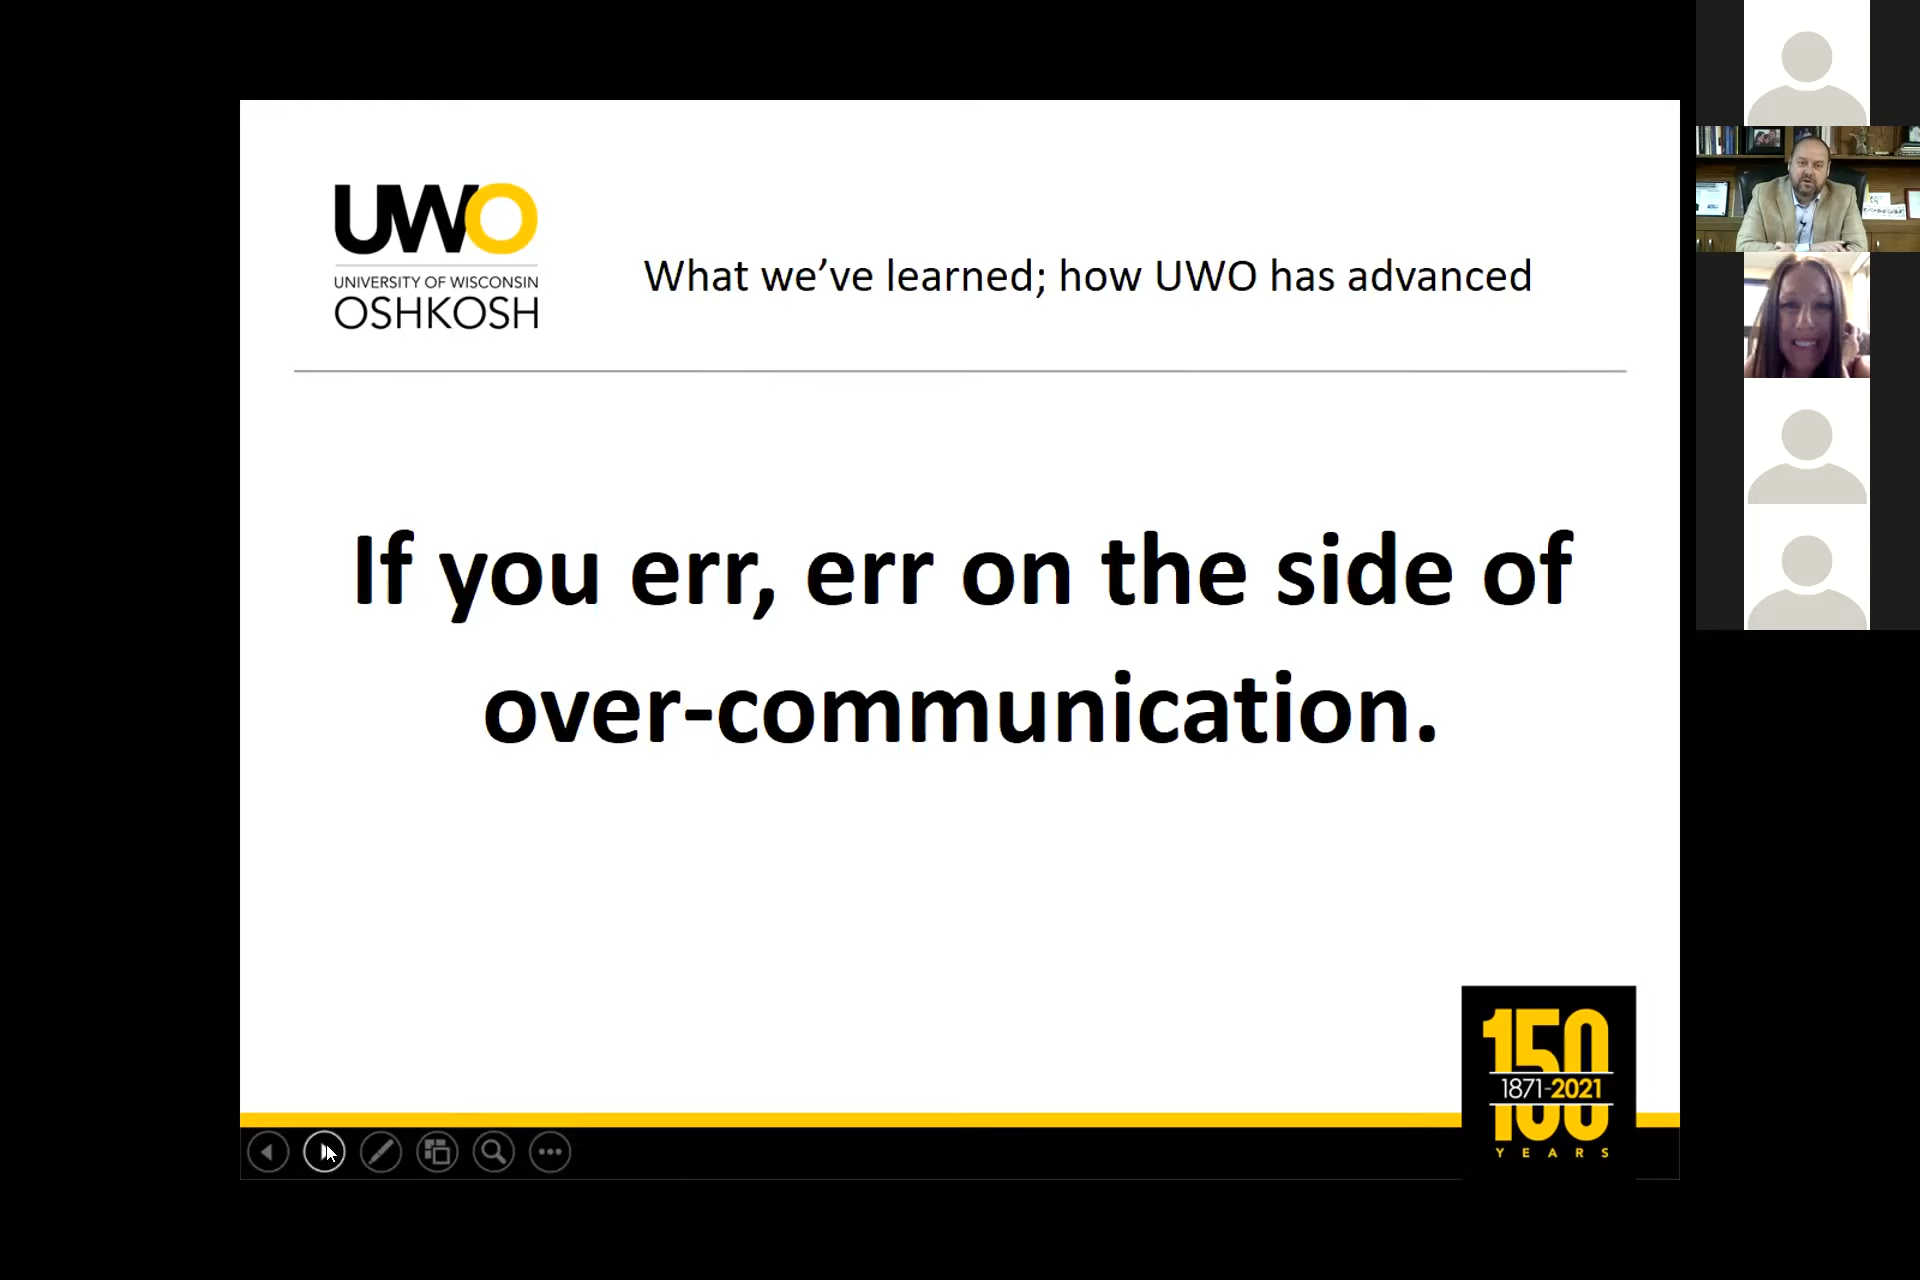 UWO
UNIVERSITY OF WISCONSIN
OSHKOSH
What we’ve learned; how UWO has advanced
If you err, err on the side of
over-communication.
150
1871-2021
YEARS